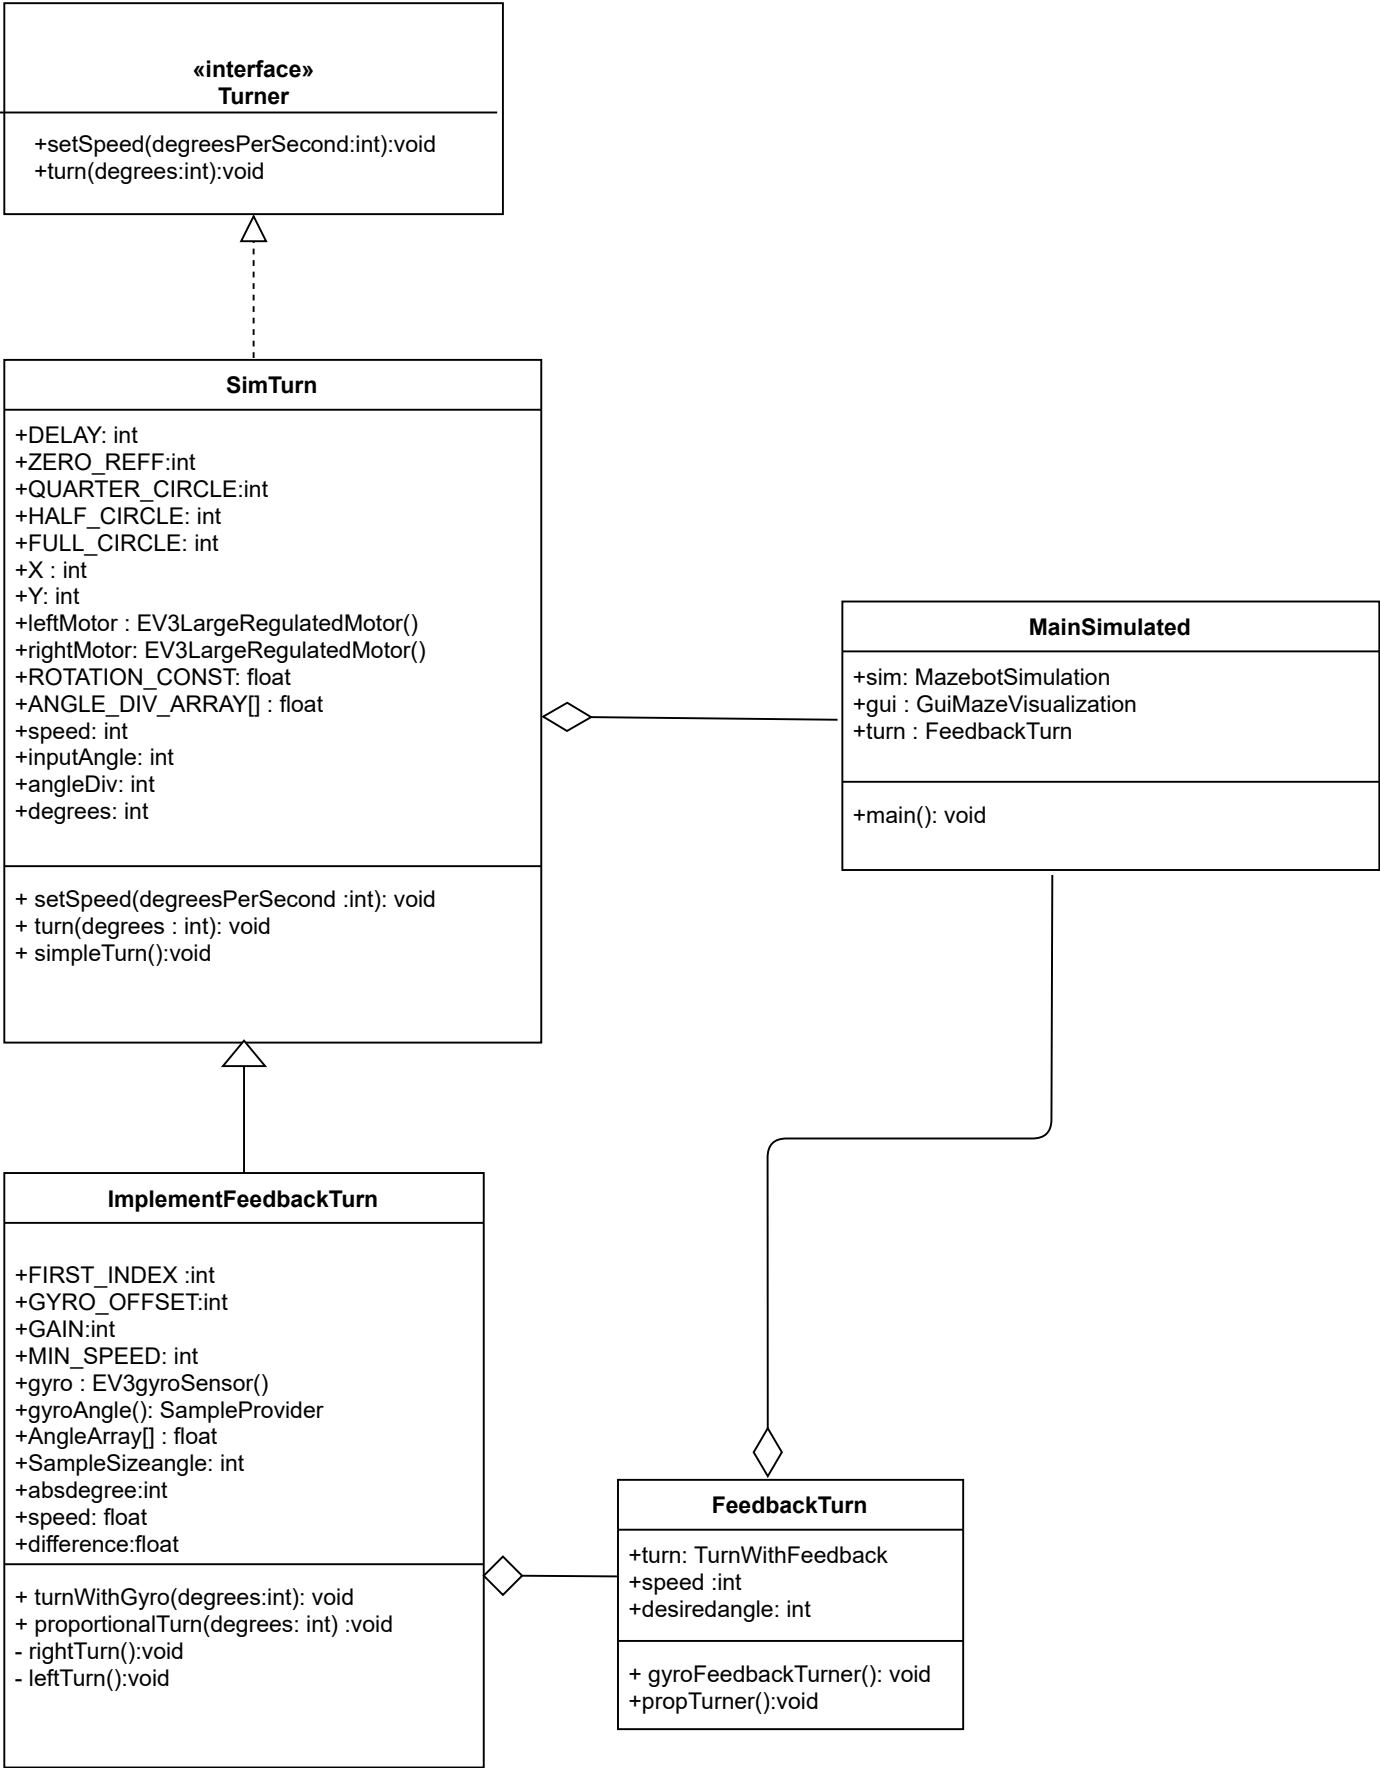 «interface»
Turner
+setSpeed(degreesPerSecond:int):void
+turn(degrees:int):void
SimTurn
+DELAY: int
+ZERO_REFF:int
+QUARTER_CIRCLE:int
+HALF_CIRCLE: int
+FULL_CIRCLE: int
+X : int
+Y: int
+leftMotor : EV3LargeRegulatedMotor()
+rightMotor: EV3LargeRegulatedMotor()
+ROTATION_CONST: float
+ANGLE_DIV_ARRAY[] : float
+speed: int
+inputAngle: int
+angleDiv: int
+degrees: int
+ setSpeed(degreesPerSecond :int): void
+ turn(degrees : int): void
+ simpleTurn():void
MainSimulated
+sim: MazebotSimulation
+gui : GuiMazeVisualization
+turn : FeedbackTurn
+main(): void
ImplementFeedbackTurn
+FIRST_INDEX :int
+GYRO_OFFSET:int
+GAIN:int
+MIN_SPEED: int
+gyro : EV3gyroSensor()
+gyroAngle(): SampleProvider
+AngleArray[] : float
+SampleSizeangle: int
+absdegree:int
+speed: float
+difference:float
+ turnWithGyro(degrees:int): void
+ proportionalTurn(degrees: int) :void
- rightTurn():void
- leftTurn():void
FeedbackTurn
+turn: TurnWithFeedback
+speed :int
+desiredangle: int
+ gyroFeedbackTurner(): void
+propTurner():void